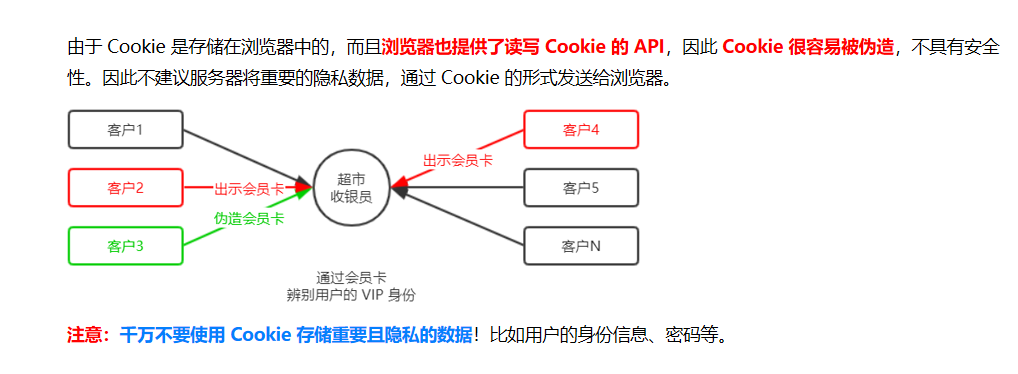 由于 Cookie 是存储在浏览器中的，而且浏览器也提供了读写 Cookie 的 API，因此 Cookie 很容易被伪造，不具有安全
性。因此不建议服务器将重要的隐私数据，通过 Cookie 的形式发送给浏览器。
客户1
客户4
出示会员卡
客户2
出示会员卡
超市
收银员
客户5
伪造会员卡
客户3
客户N
通过会员卡
辨别用户的 VIP 身份
注意：千万不要使用 Cookie 存储重要且隐私的数据！比如用户的身份信息、密码等。